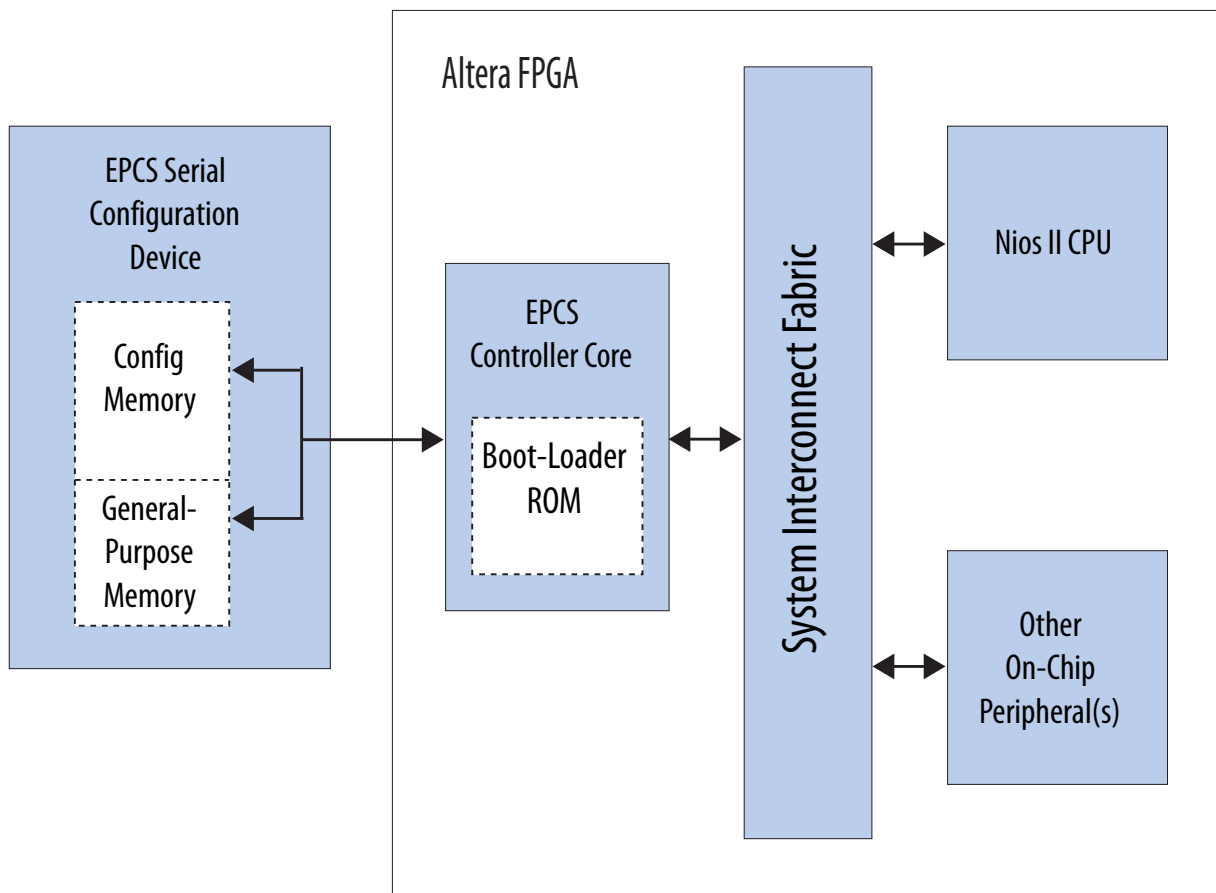 Altera FPGA
EPCS Serial
Configuration
Device
Config
Memory
General-
Purpose
Memory
EPCS
Controller Core
Boot-Loader
ROM
System Interconnect Fabric
Nios II CPU
Other
On-Chip
Peripheral(s)